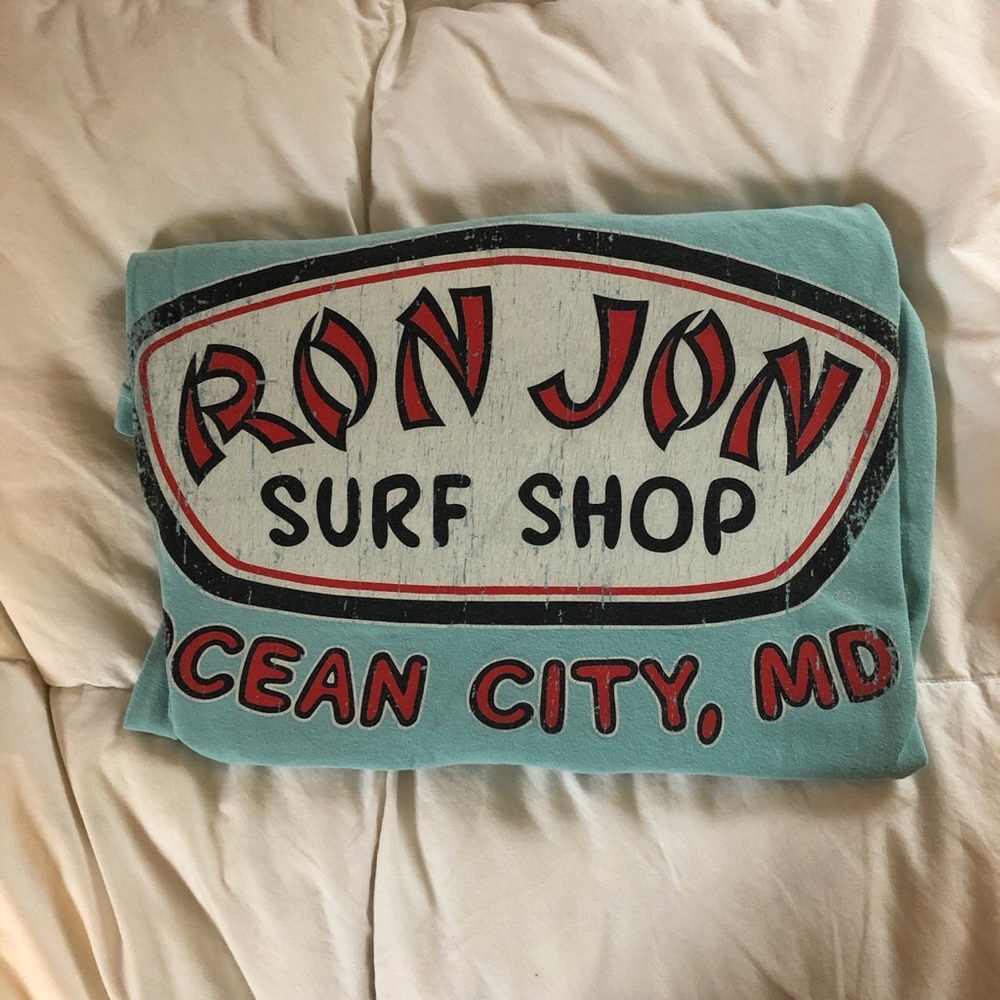 RON JON
SURF SHOP
OCEAN CITY, MD